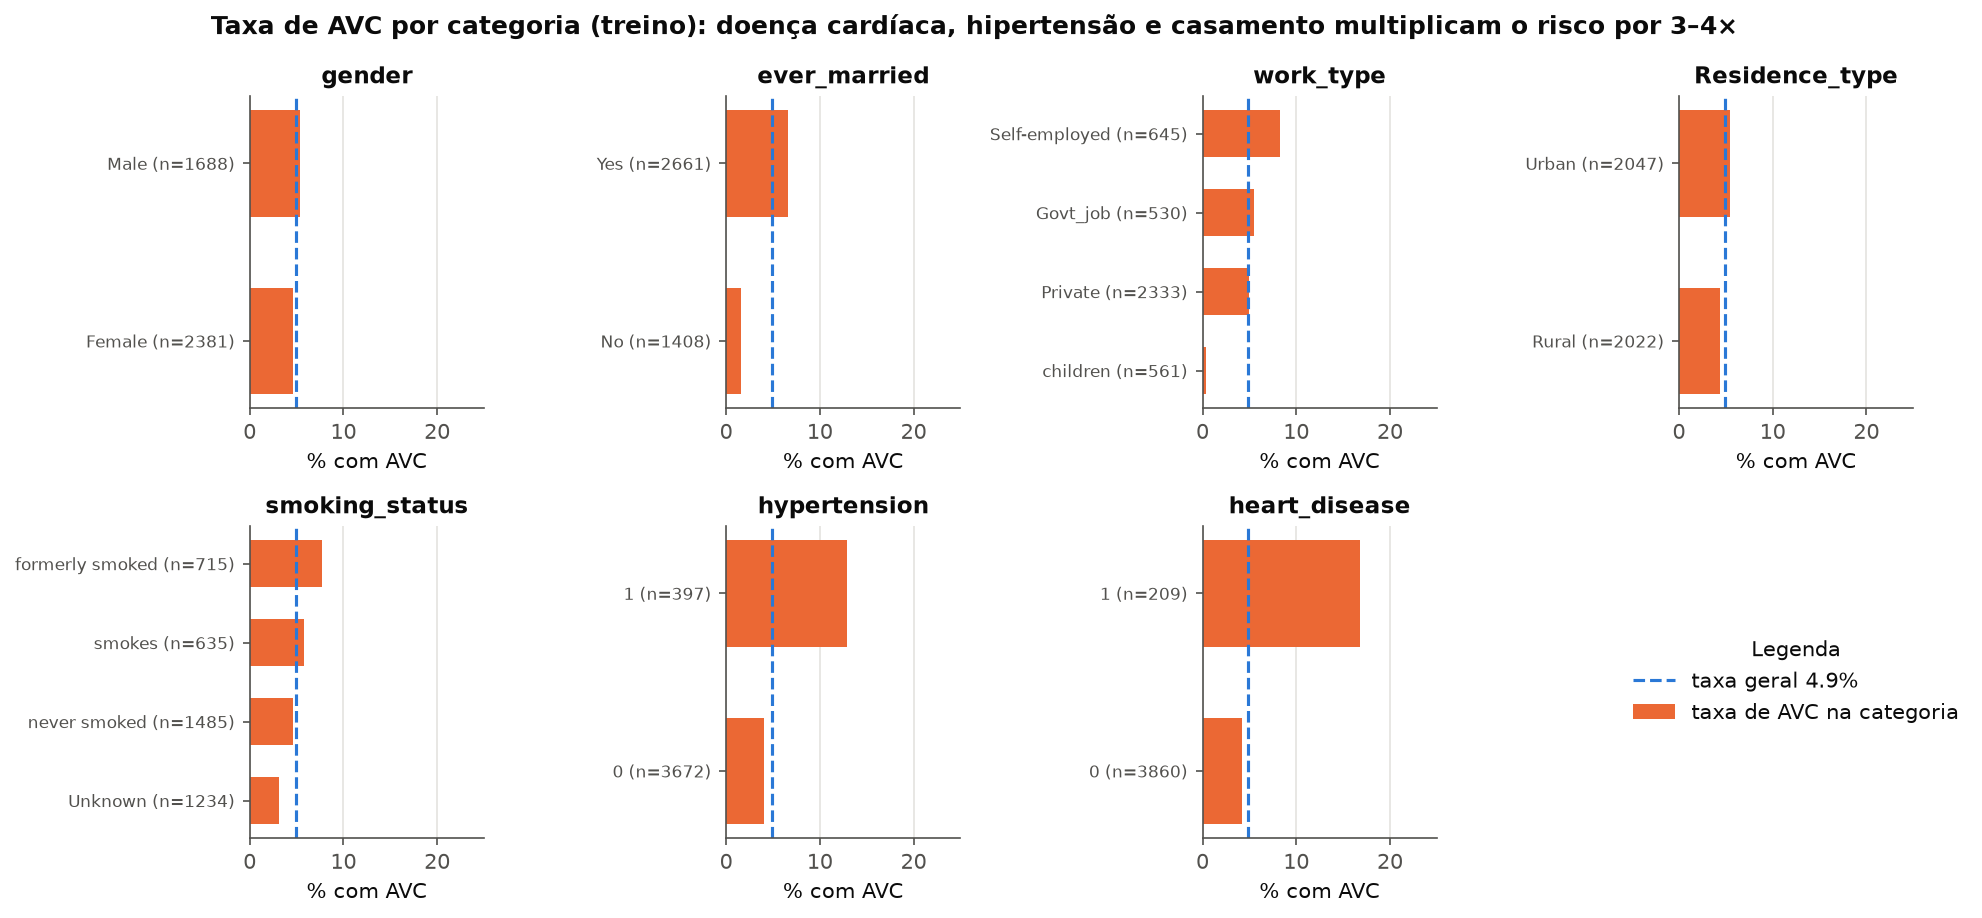 Taxa de AVC por categoria (treino): doença cardíaca, hipertensão e casamento multiplicam o risco por 3–4×
gender
Male (n=1688)
Female (n=2381)
0 10 20
% com AVC
ever_married
Yes (n=2661)
No (n=1408)
0 10 20
% com AVC
work_type
Self-employed (n=645)
Govt_job (n=530)
Private (n=2333)
children (n=561)
0 10 20
% com AVC
Residence_type
Urban (n=2047)
Rural (n=2022)
0 10 20
% com AVC
smoking_status
formerly smoked (n=715)
smokes (n=635)
never smoked (n=1485)
Unknown (n=1234)
0 10 20
% com AVC
hypertension
1 (n=397)
0 (n=3672)
0 10 20
% com AVC
heart_disease
1 (n=209)
0 (n=3860)
0 10 20
% com AVC
Legenda
taxa geral 4.9%
taxa de AVC na categoria